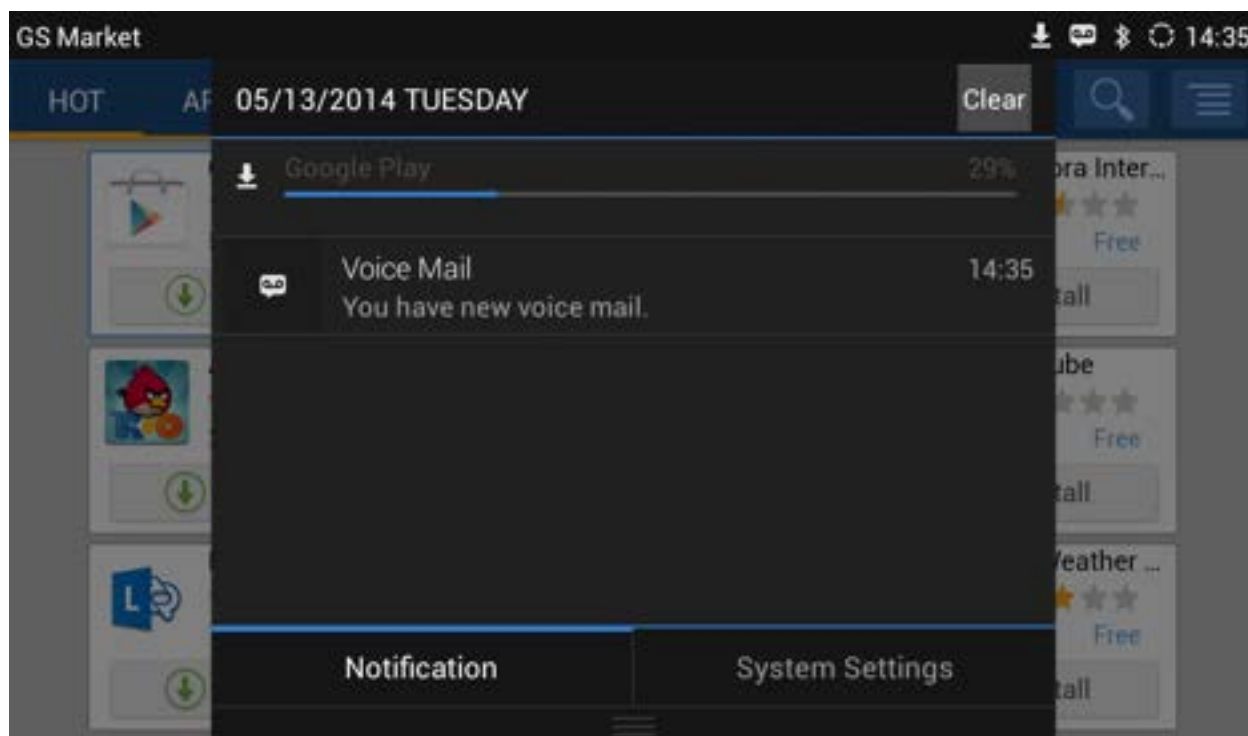 GS Market
14:35
HOT
05/13/2014 TUESDAY
Clear
Google Play
29%
Voice Mail
14:35
You have new voice mail.
Inter...
Free
Free
...
Free
Notification
System Settings